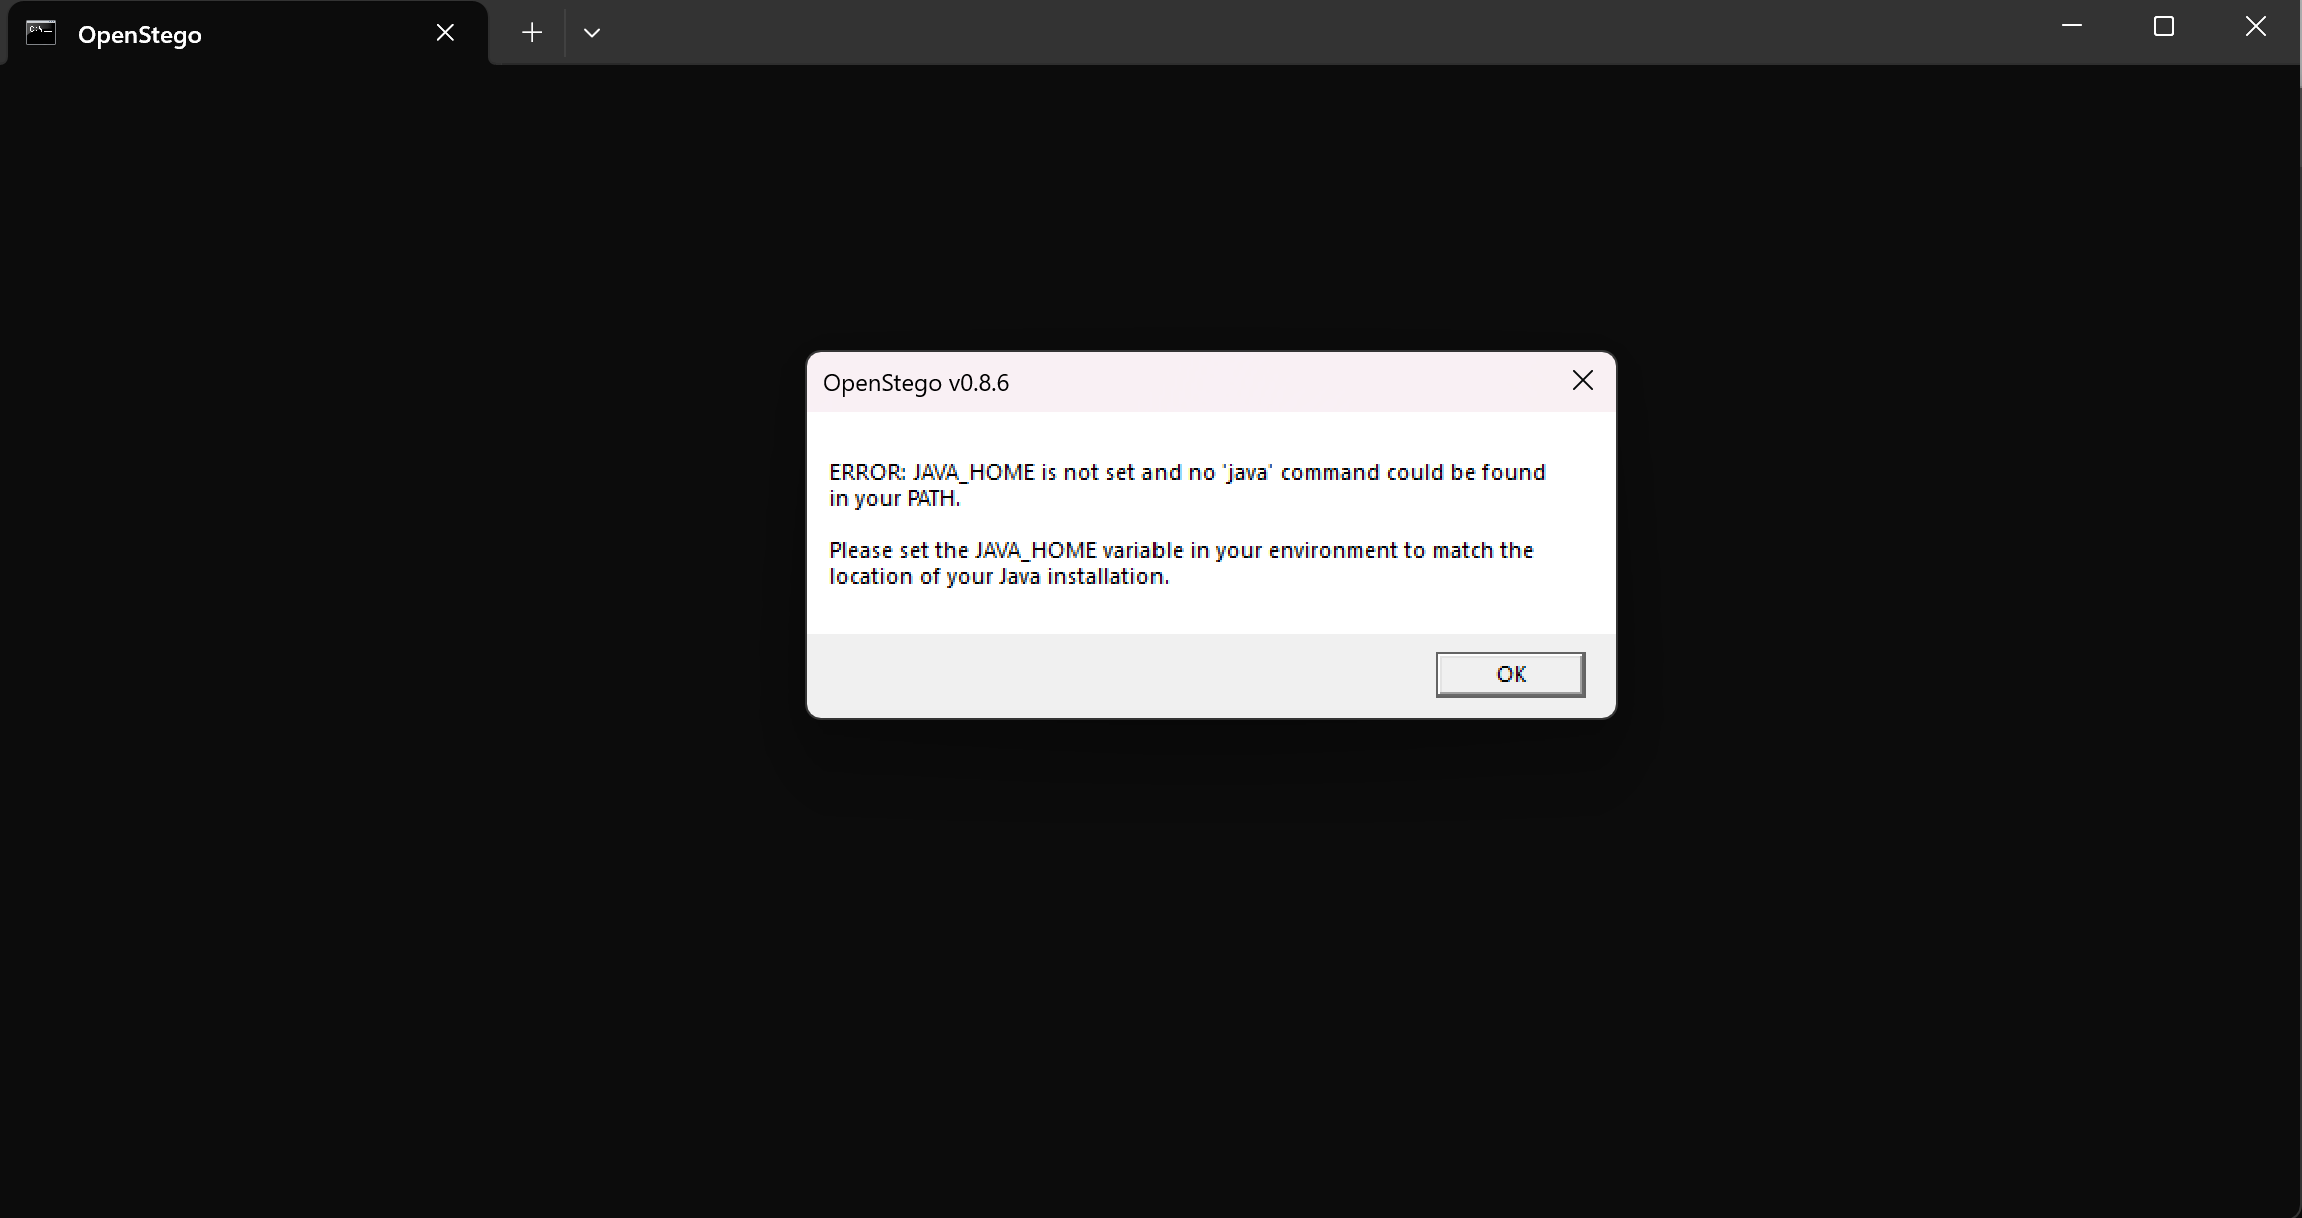 OpenStego
OpenStego v0.8.6
ERROR: JAVA_HOME is not set and no 'java' command could be found
in your PATH.
Please set the JAVA_HOME variable in your environment to match the
location of your Java installation.
OK